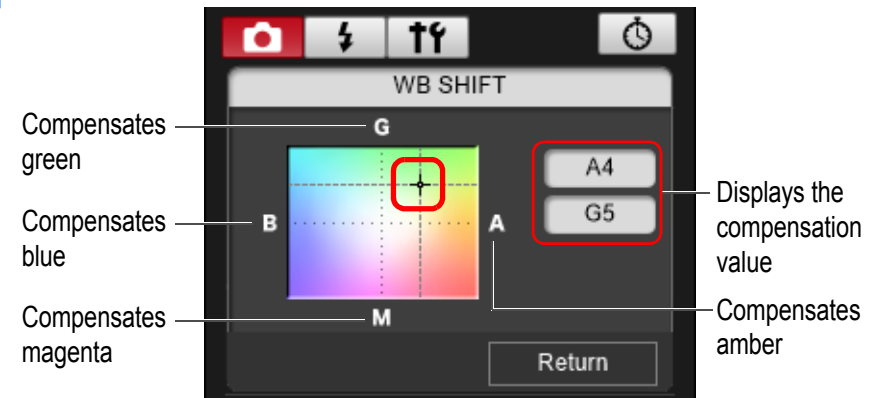 WB SHIFT
Compensates
green
G
A4
Compensates
blue
B
A
G5
Displays the
compensation
value
Compensates
magenta
M
Compensates
amber
Return